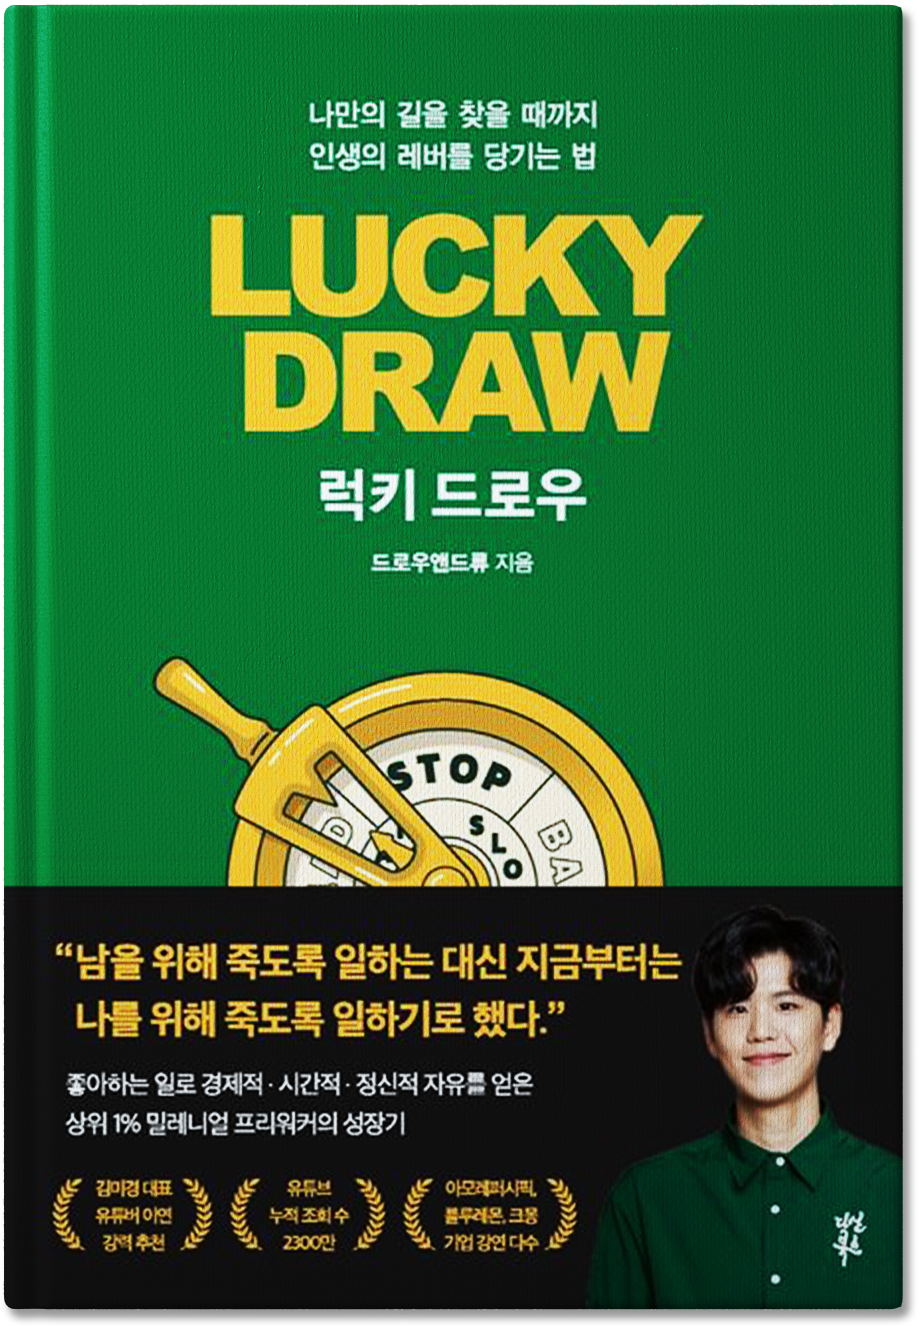 나만의 길을 찾을 때까지
인생의 레버를 당기는 법
LUCKY
DRAW
럭키 드로우
드로우앤드류 지음
STOP
SLO
BA
“남을 위해 죽도록 일하는 대신 지금부터는
나를 위해 죽도록 일하기로 했다.”
좋아하는 일로 경제적·시간적·정신적 자유를 얻은
상위 1% 밀레니얼 프리워커의 성장기
김미경 대표
유튜버 이연
강력 추천
유튜브
누적 조회 수
2300만
아모레퍼시픽,
블루레몬, 크몽
기업 강연 다수
다산
북스